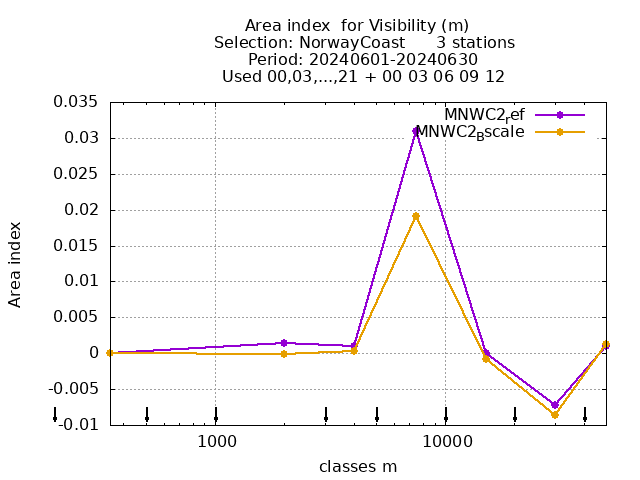 Area index  for Visibility (m)
Selection: NorwayCoast      3 stations
Period: 20240601-20240630
Used 00,03,...,21 + 00 03 06 09 12
MNWC2ref
MNWC2Bscale
0.035
0.03
0.025
0.02
0.015
0.01
0.005
0
-0.005
-0.01
Area index
1000 10000
classes m